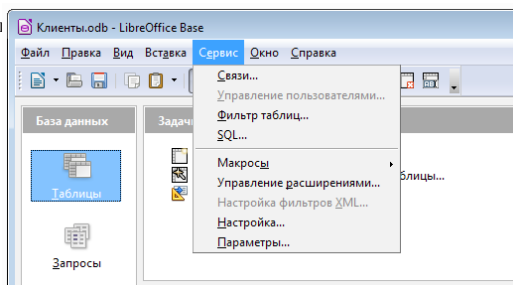 Клиенты.odb - LibreOffice Base
Файл Правка Вид Вставка Сервис Окно Справка
Связи...
Управление пользователями...
База данных
Задачи
Фильтр таблиц...
SQL...
Макросы
блицы...
Управление расширениями...
Таблицы
Настройка фильтров XML...
Настройка...
Параметры...
Запросы